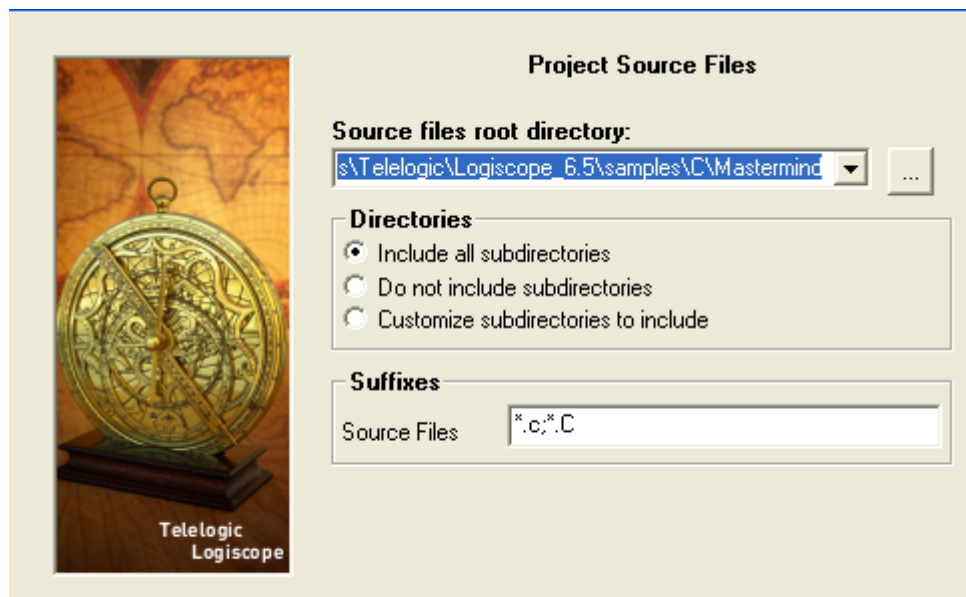 Project Source Files
Source files root directory:
s\Telelogic\Logiscope_6.5\samples\C\Mastermind
...
Directories
Include all subdirectories
Do not include subdirectories
Customize subdirectories to include
Suffixes
Source Files
*.c;*.C
Telelogic
Logiscope